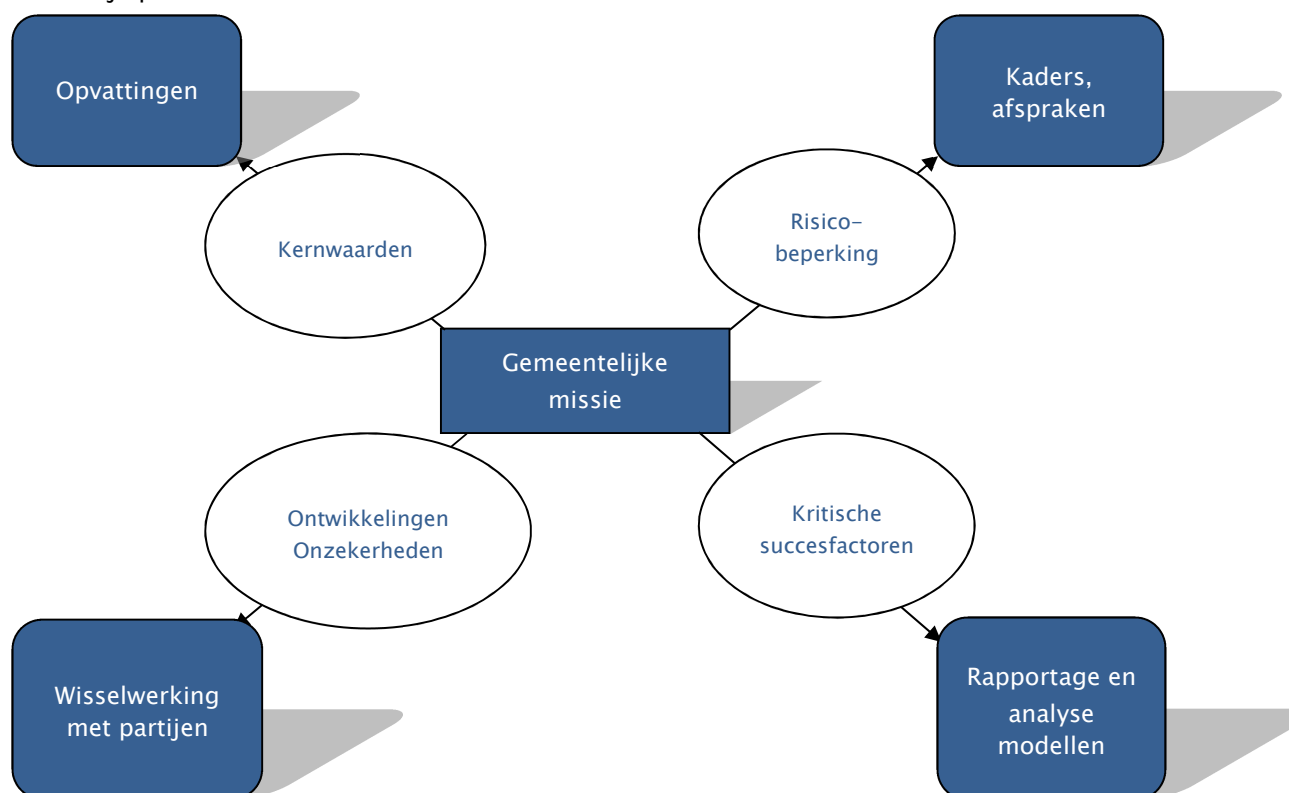 Opvattingen
Kaders,
afspraken
Kernwaarden
Risico-
beperking
Gemeentelijke
missie
Ontwikkelingen
Onzekerheden
Kritische
succesfactoren
Wisselwerking
met partijen
Rapportage en
analyse
modellen